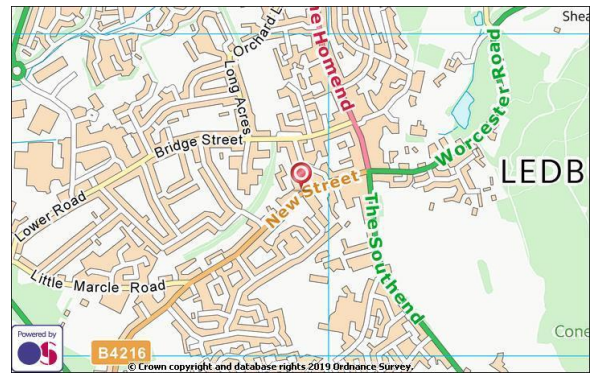 Shea
Orchard L
he Homend
Long Acres
Worcester Road
Bridge Street
LEDB
New Street
Lower Road
The Southend
Little Marcle Road
Powered by
OS
B4216
Cone
© Crown copyright and database rights 2019 Ordnance Survey.